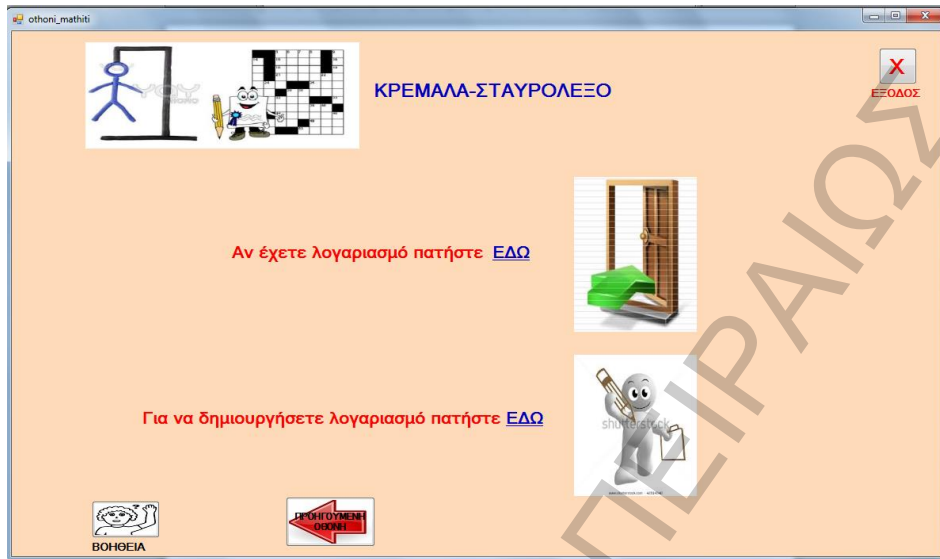 othoni_mathiti
ΚΡΕΜΑΛΑ-ΣΤΑΥΡΟΛΕΞΟ
X
ΕΞΟΔΟΣ
Αν έχετε λογαριασμό πατήστε ΕΔΩ
Για να δημιουργήσετε λογαριασμό πατήστε ΕΔΩ
shutterstock
ΒΟΗΘΕΙΑ
ΠΡΟΗΓΟΥΜΕΝΗ
ΟΘΟΝΗ
ΠΕΙΡΑΙΩΣ